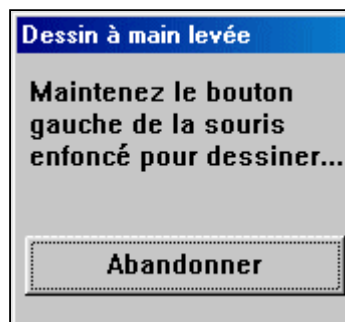 Dessin à main levée
Maintenez le bouton
gauche de la souris
enfoncé pour dessiner...
Abandonner